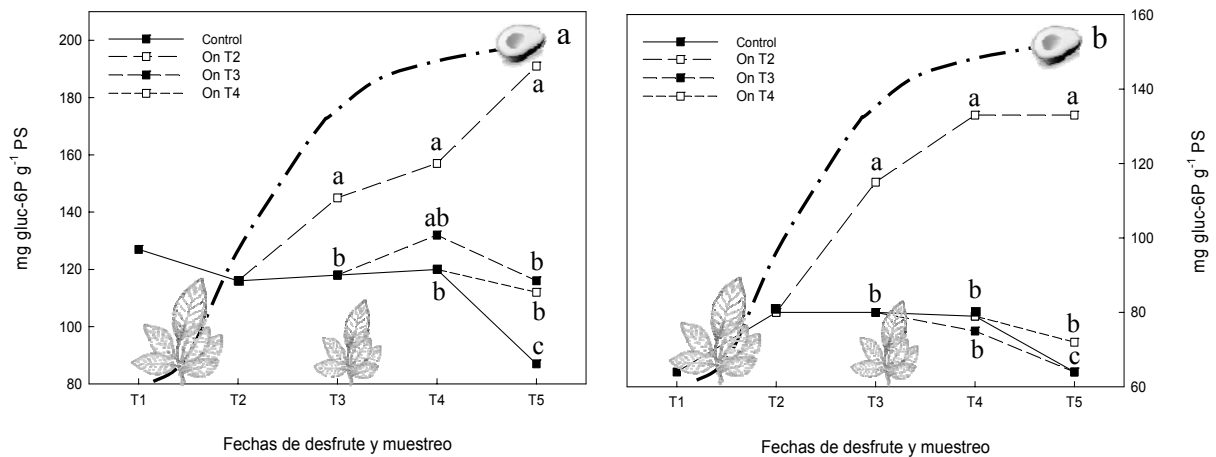 a
200
180
160
140
120
100
80
mg gluc-6P g-1 PS
Control
On T2
On T3
On T4
a
a
a
ab
b
b
b
b
c
T1 T2 T3 T4 T5
Fechas de desfrute y muestreo
b
160
140
120
100
80
60
mg gluc-6P g-1 PS
Control
On T2
On T3
On T4
a a
a
b b
b
b
c
T1 T2 T3 T4 T5
Fechas de desfrute y muestreo